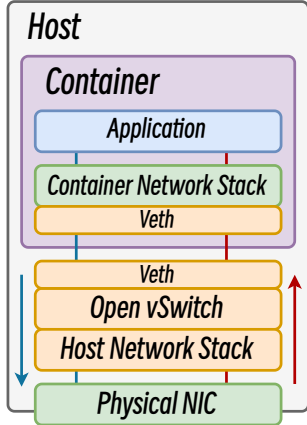 Host
Container
Application
Container Network Stack
Veth
Veth
Open vSwitch
Host Network Stack
Physical NIC